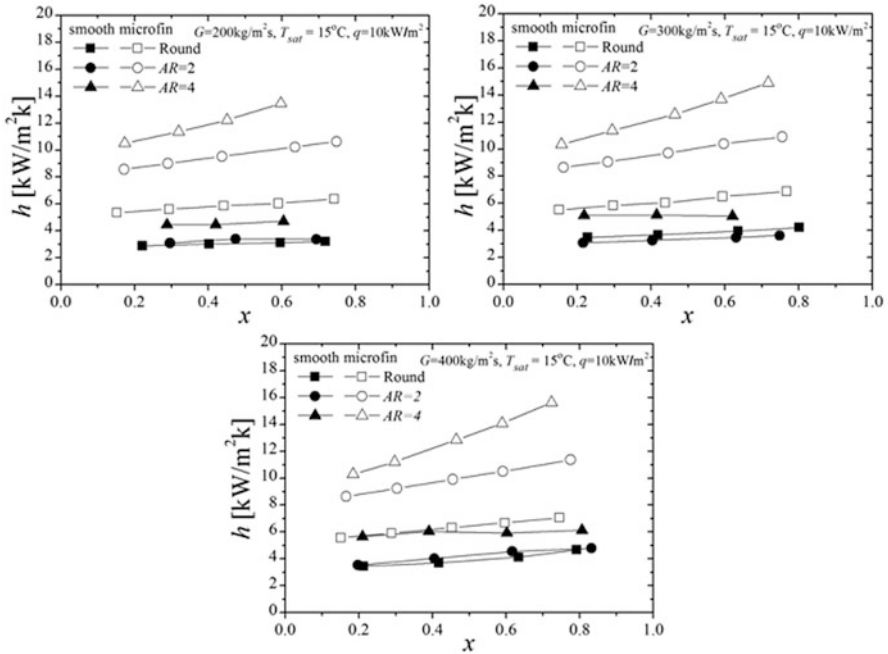 smooth microfin G=200kg/m²s, Tsat = 15°C, q=10kW/m²
Round
AR=2
AR=4
h [kW/m²k]
20
18
16
14
12
10
8
6
4
2
0
0.0 0.2 0.4 0.6 0.8 1.0
x
smooth microfin G=300kg/m²s, Tsat = 15°C, q=10kW/m²
Round
AR=2
AR=4
h [kW/m²k]
20
18
16
14
12
10
8
6
4
2
0
0.0 0.2 0.4 0.6 0.8 1.0
x
smooth microfin G=400kg/m²s, Tsat = 15°C, q=10kW/m²
Round
AR=2
AR=4
h [kW/m²k]
20
18
16
14
12
10
8
6
4
2
0
0.0 0.2 0.4 0.6 0.8 1.0
x